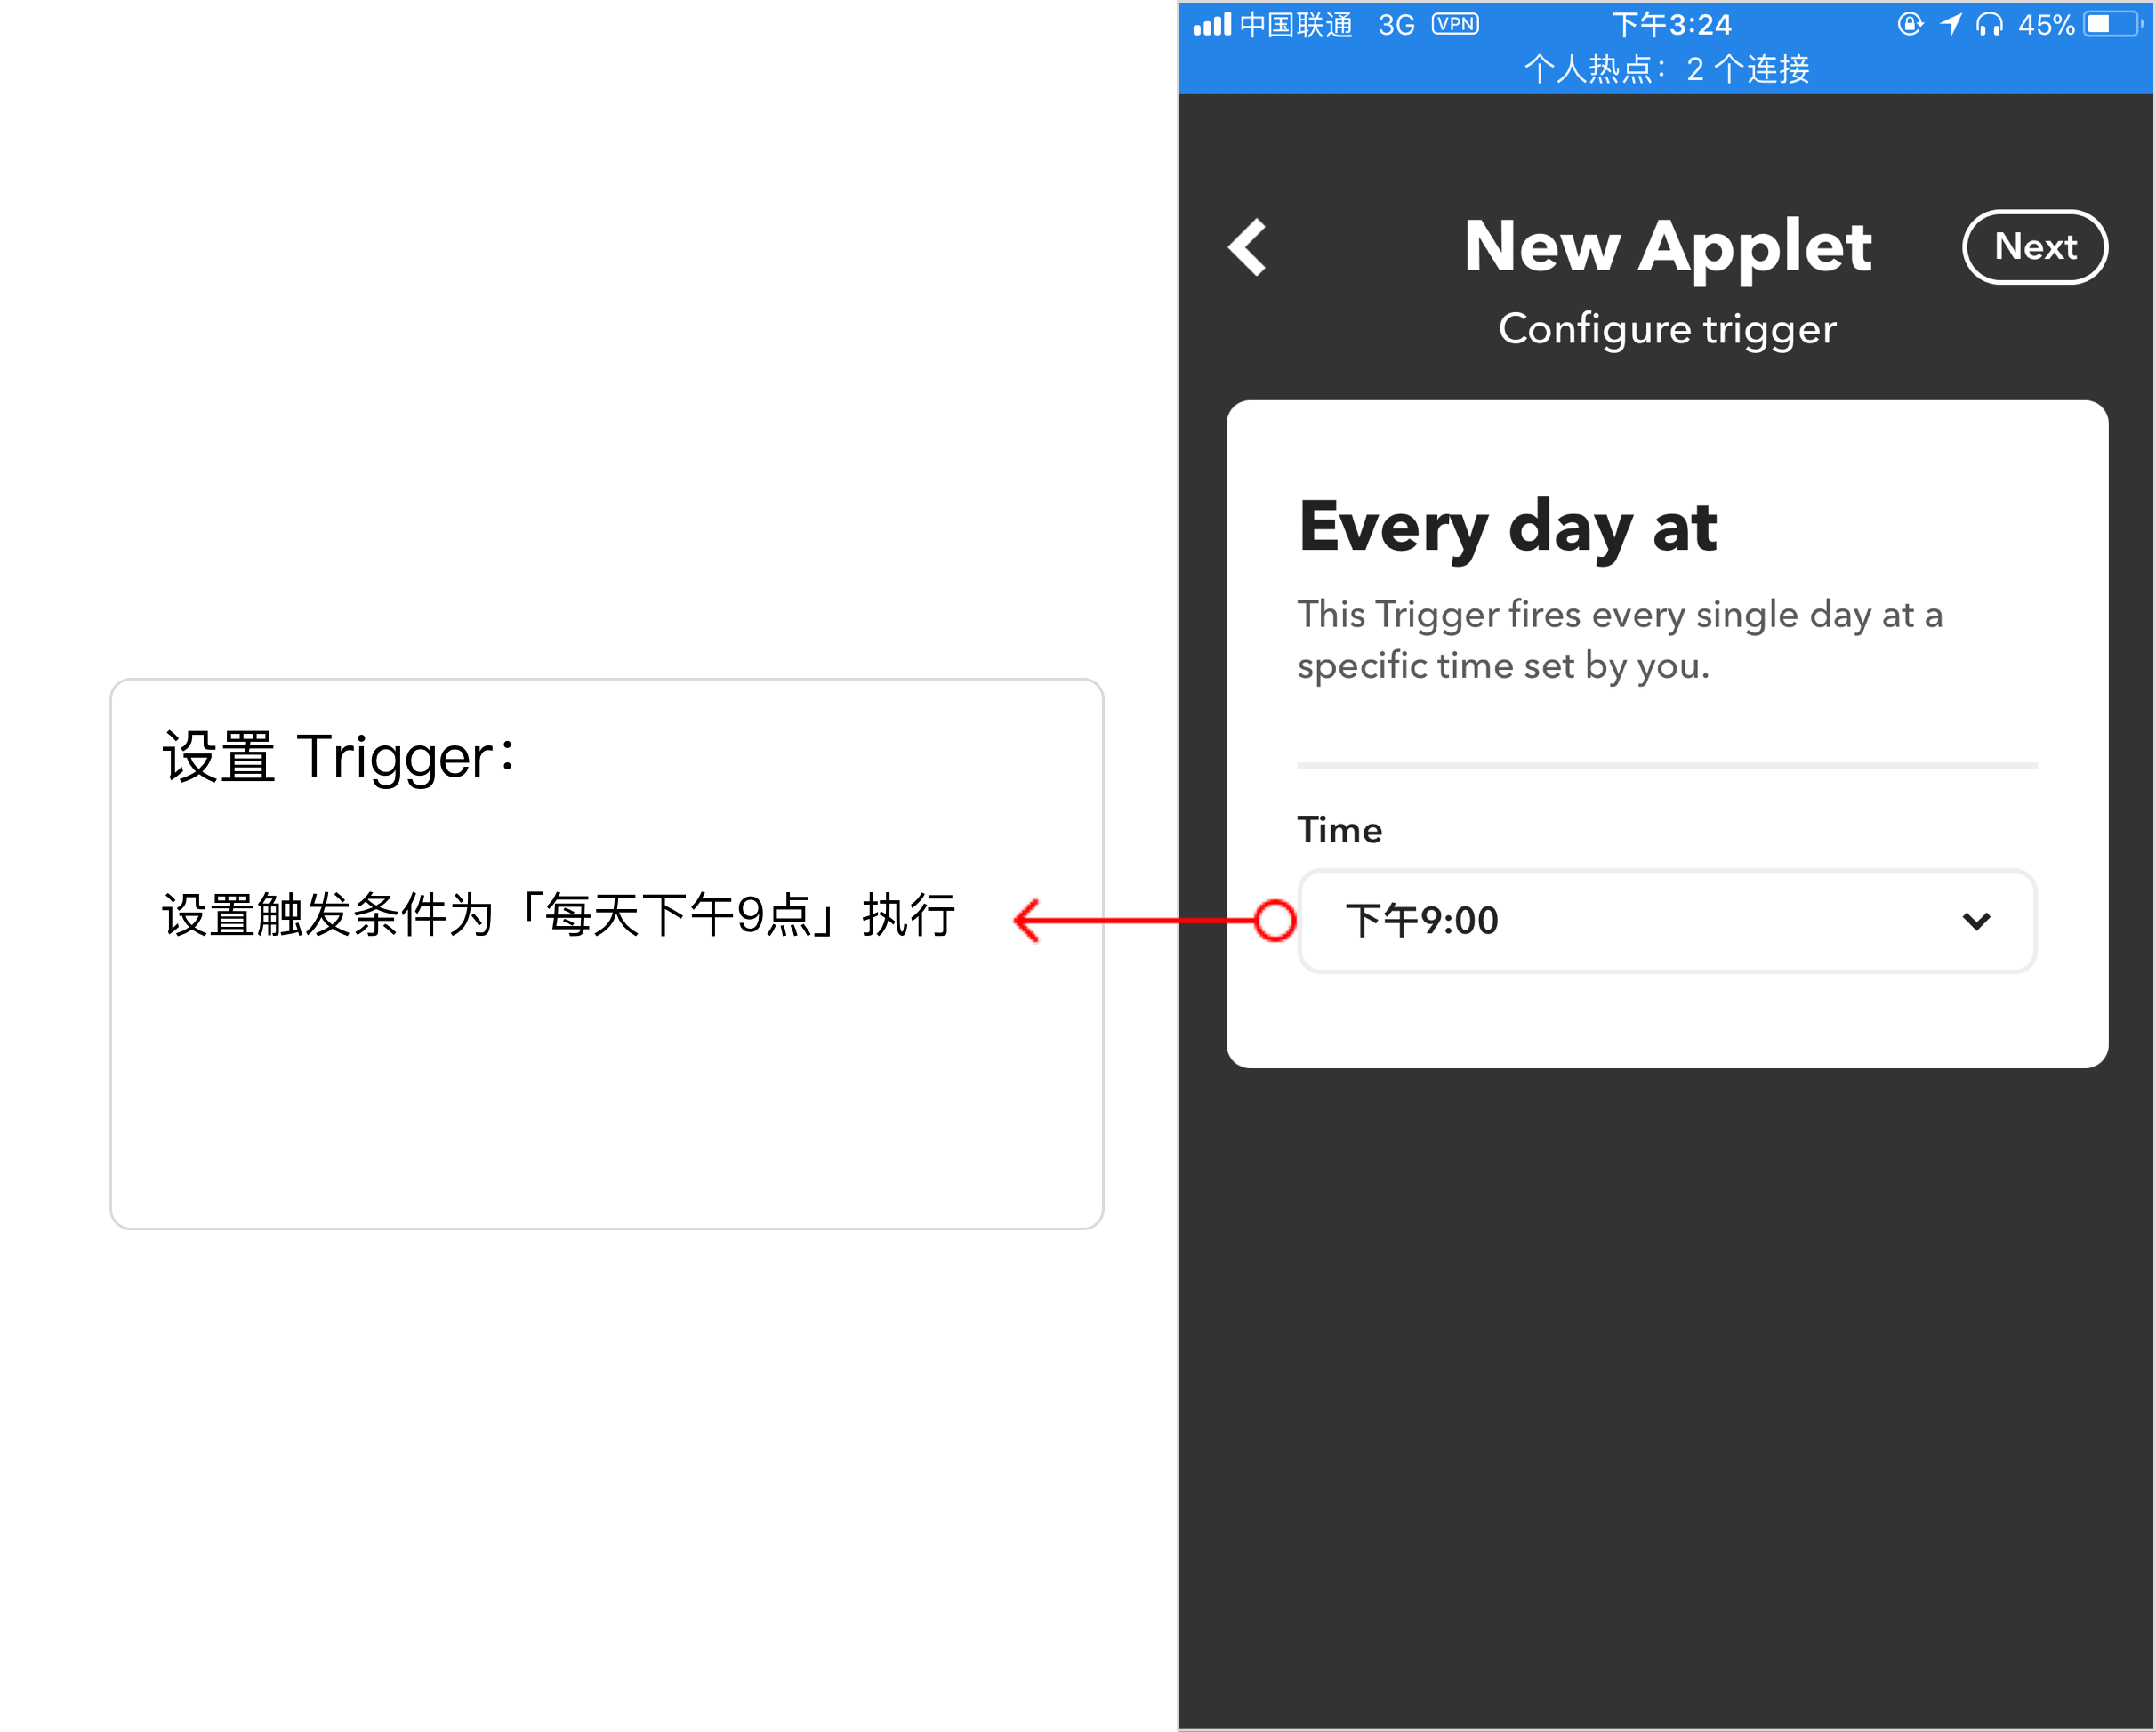 设置 Trigger：
设置触发条件为「每天下午9点」执行
中国联通 3G VPN 下午3:24 45%
个人热点：2 个连接
New Applet
Next
Configure trigger
Every day at
This Trigger fires every single day at a
specific time set by you.
Time
下午9:00